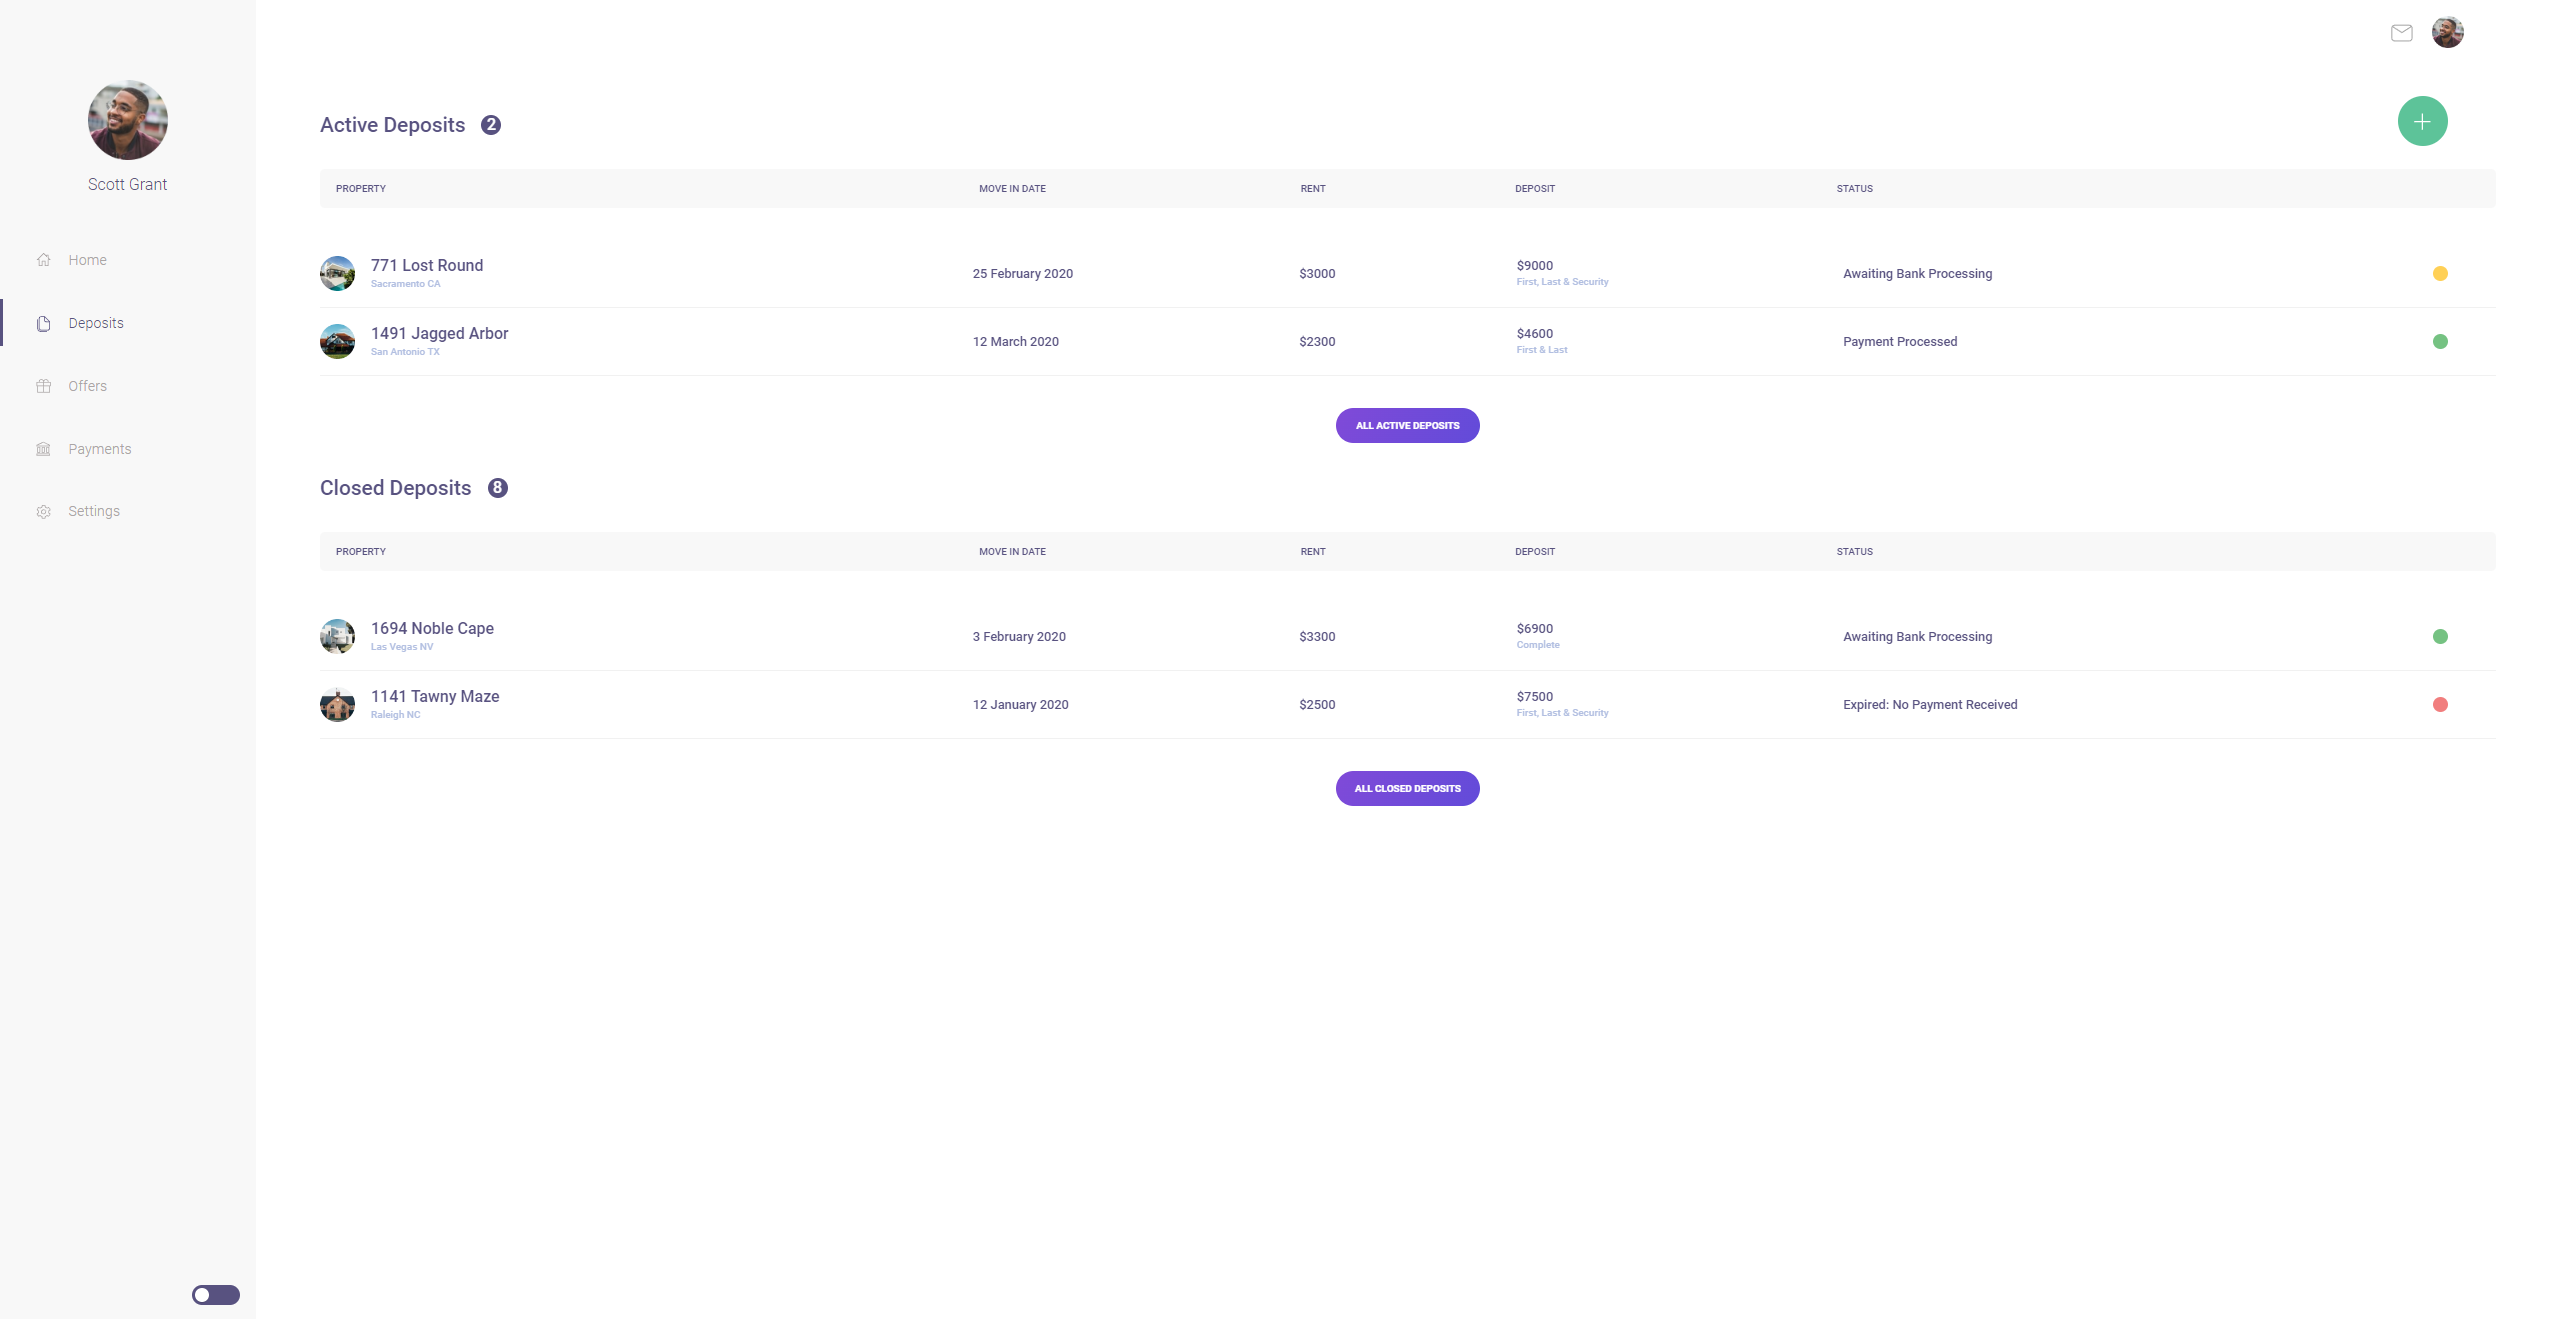 Scott Grant
Home
Deposits
Offers
Payments
Settings
Active Deposits 2
PROPERTY MOVE IN DATE RENT DEPOSIT STATUS
771 Lost Round
Sacramento CA
25 February 2020
$3000
$9000
First, Last & Security
Awaiting Bank Processing
1491 Jagged Arbor
San Antonio TX
12 March 2020
$2300
$4600
First & Last
Payment Processed
ALL ACTIVE DEPOSITS
Closed Deposits 8
PROPERTY MOVE IN DATE RENT DEPOSIT STATUS
1694 Noble Cape
Las Vegas NV
3 February 2020
$3300
$6900
Complete
Awaiting Bank Processing
1141 Tawny Maze
Raleigh NC
12 January 2020
$2500
$7500
First, Last & Security
Expired: No Payment Received
ALL CLOSED DEPOSITS